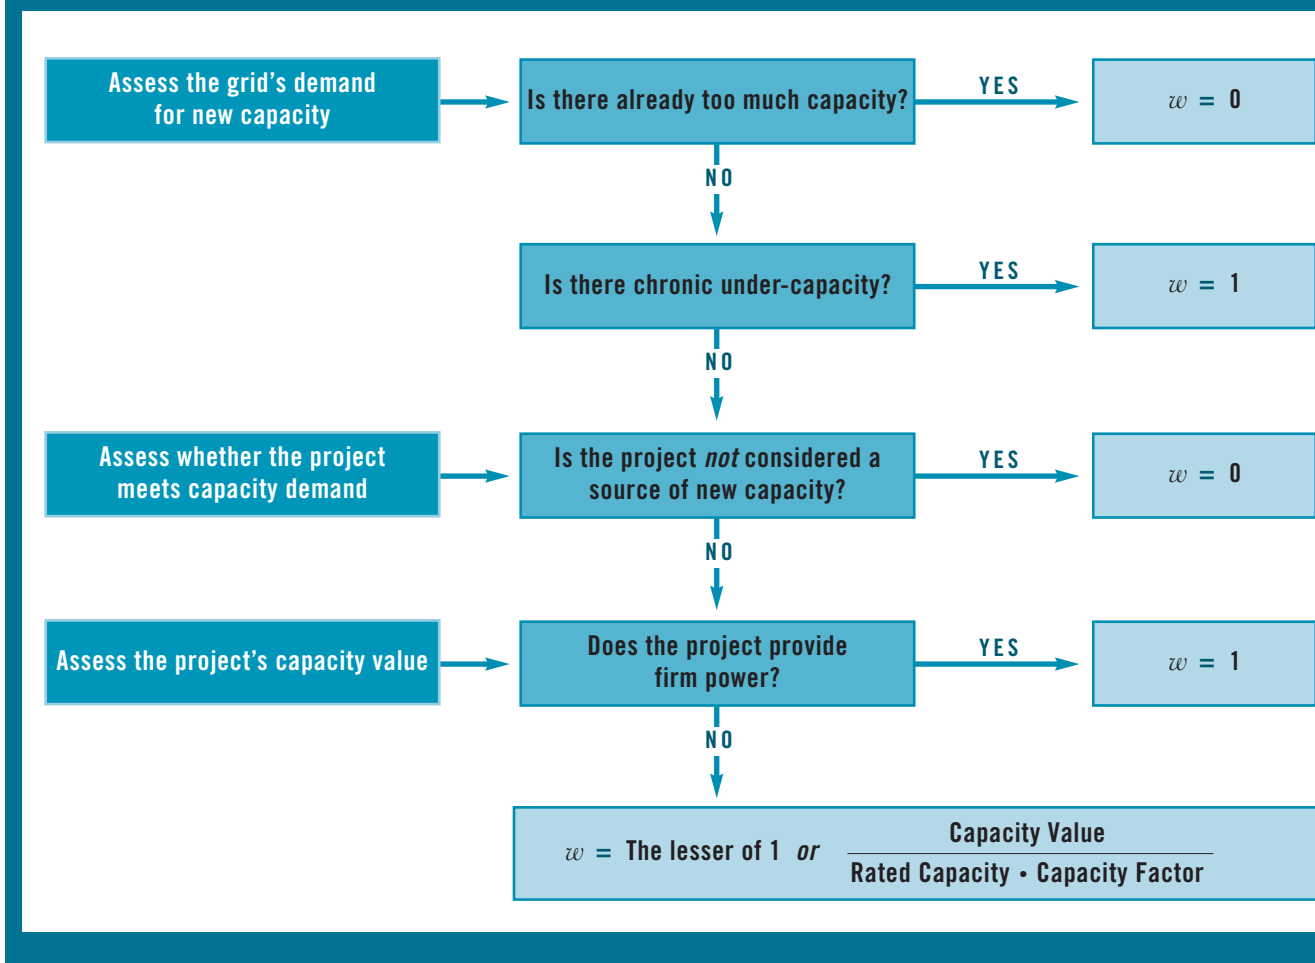 Assess the grid's demand
for new capacity
Is there already too much capacity?
YES
w = 0
NO
Is there chronic under-capacity?
YES
w = 1
NO
Assess whether the project
meets capacity demand
Is the project not considered a
source of new capacity?
YES
w = 0
NO
Assess the project's capacity value
Does the project provide
firm power?
YES
w = 1
NO
w = The lesser of 1 or
Capacity Value
Rated Capacity • Capacity Factor